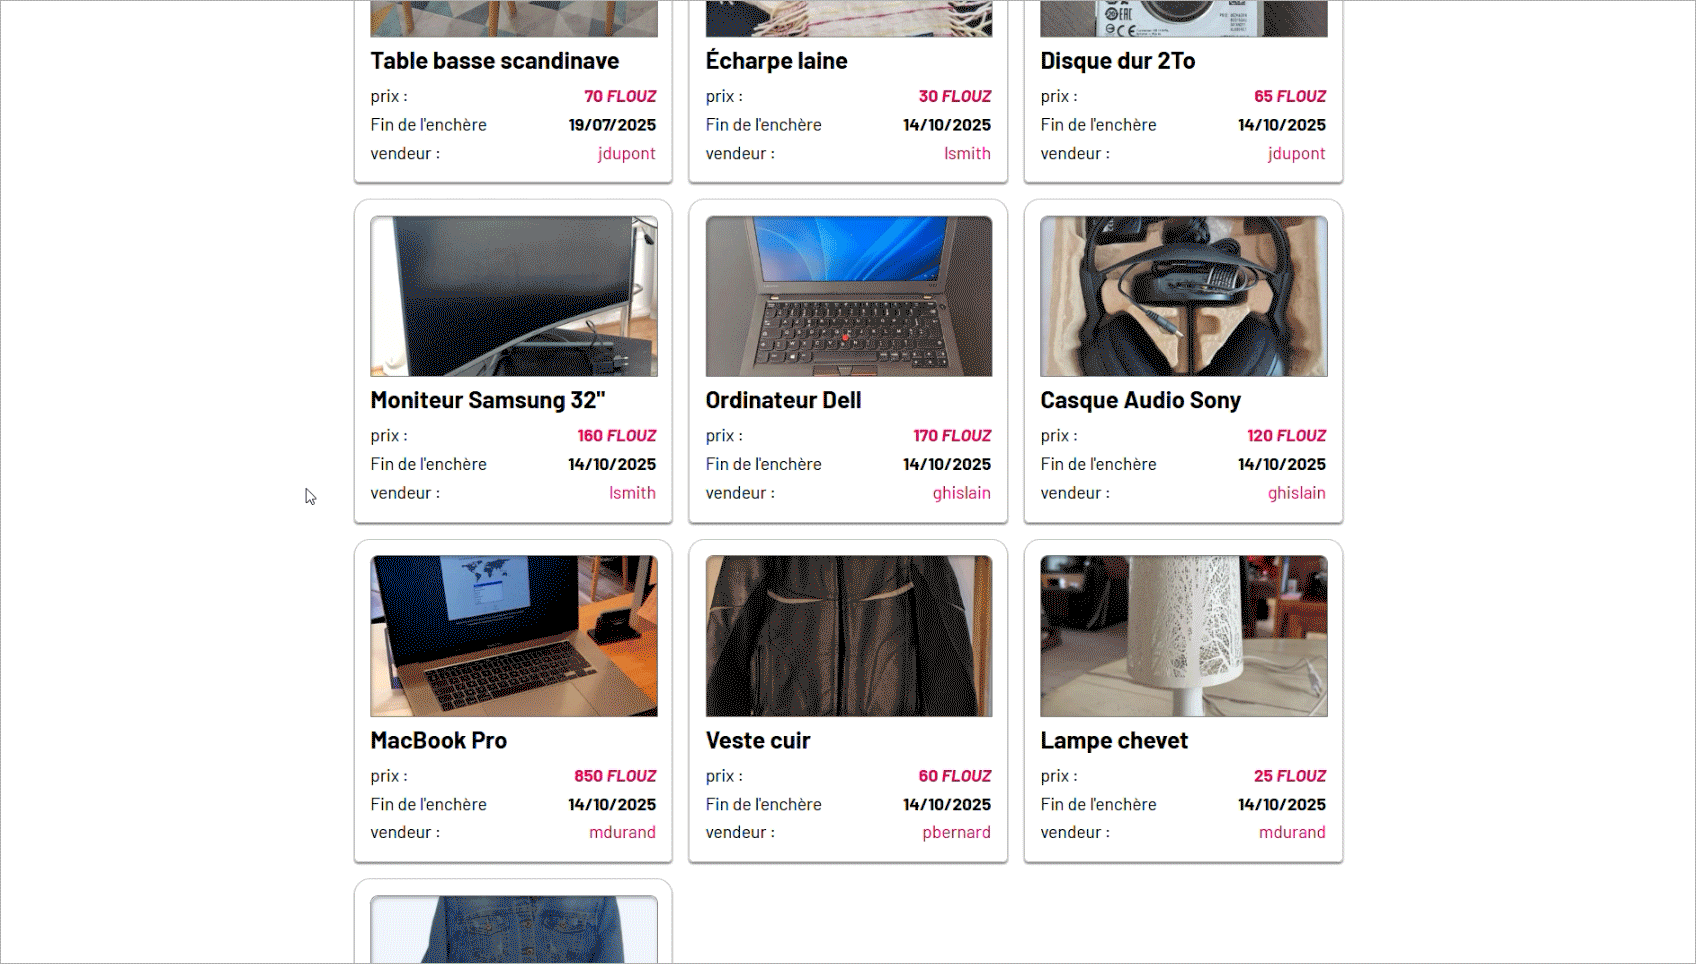 Table basse scandinave
prix : 70 FLOUZ
Fin de l'enchère 19/07/2025
vendeur : jdupont
Écharpe laine
prix : 30 FLOUZ
Fin de l'enchère 14/10/2025
vendeur : lsmith
Disque dur 2To
prix : 65 FLOUZ
Fin de l'enchère 14/10/2025
vendeur : jdupont
Moniteur Samsung 32"
prix : 160 FLOUZ
Fin de l'enchère 14/10/2025
vendeur : lsmith
Ordinateur Dell
prix : 170 FLOUZ
Fin de l'enchère 14/10/2025
vendeur : ghislain
Casque Audio Sony
prix : 120 FLOUZ
Fin de l'enchère 14/10/2025
vendeur : ghislain
MacBook Pro
prix : 850 FLOUZ
Fin de l'enchère 14/10/2025
vendeur : mdurand
Veste cuir
prix : 60 FLOUZ
Fin de l'enchère 14/10/2025
vendeur : pbernard
Lampe chevet
prix : 25 FLOUZ
Fin de l'enchère 14/10/2025
vendeur : mdurand